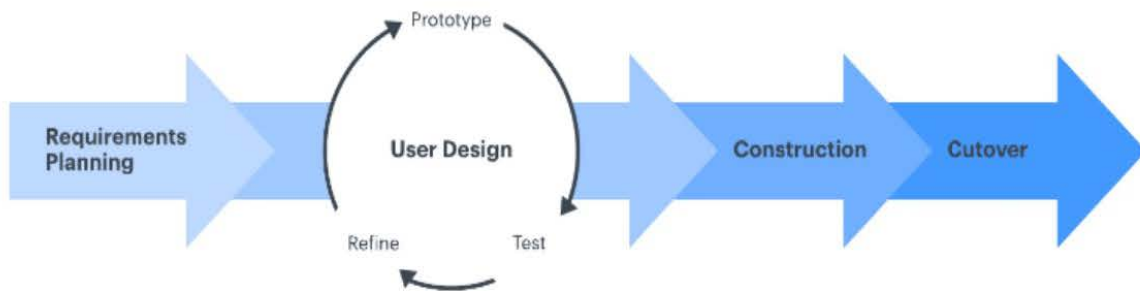 Prototype
Requirements
Planning
User Design
Construction
Cutover
Refine
Test